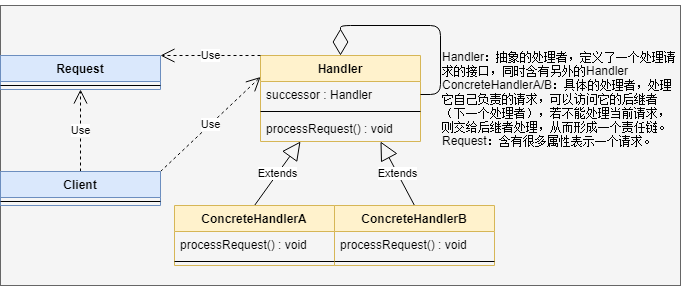 Use
Request
Handler
successor : Handler
processRequest() : void
Use
Use
Client
Extends
Extends
ConcreteHandlerA
processRequest() : void
ConcreteHandlerB
processRequest() : void
Handler：抽象的处理者，定义了一个处理请
求的接口，同时含有另外的Handler
ConcreteHandlerA/B：具体的处理者，处理
它自己负责的请求，可以访问它的后继者
（下一个处理者），若不能处理当前请求，
则交给后继者处理，从而形成一个责任链。
Request：含有很多属性表示一个请求。